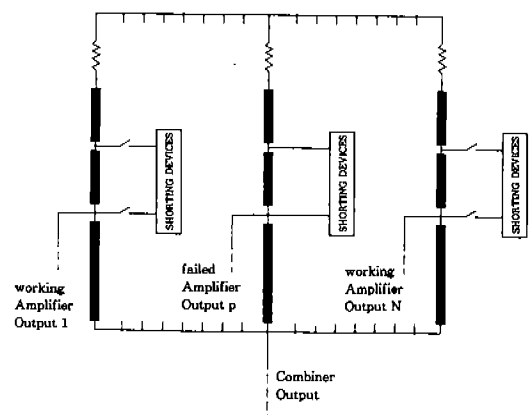 SHORTING DEVICES
SHORTING DEVICES
SHORTING DEVICES
working
Amplifier
Output 1
failed
Amplifier
Output p
working
Amplifier
Output N
Combiner
Output